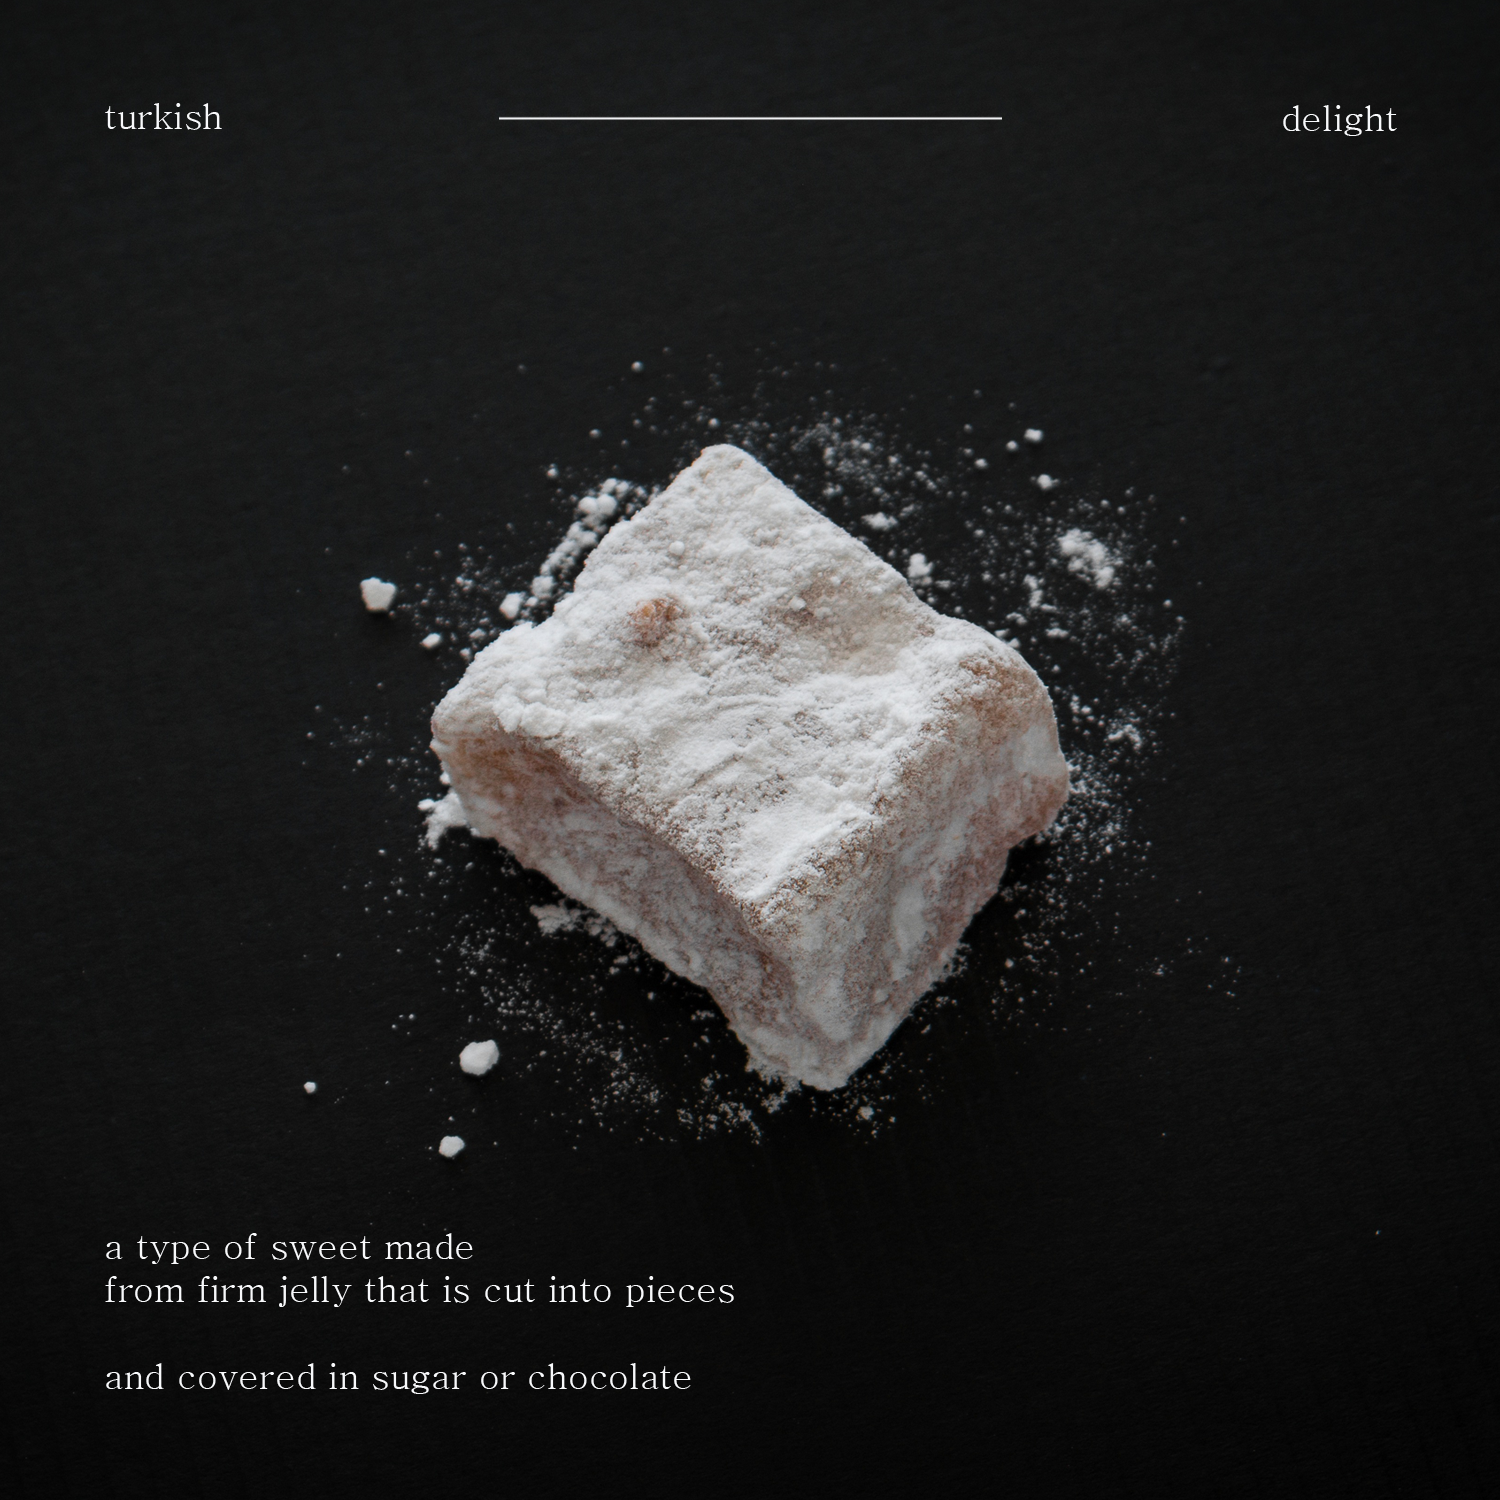 turkish delight
a type of sweet made
from firm jelly that is cut into pieces
and covered in sugar or chocolate